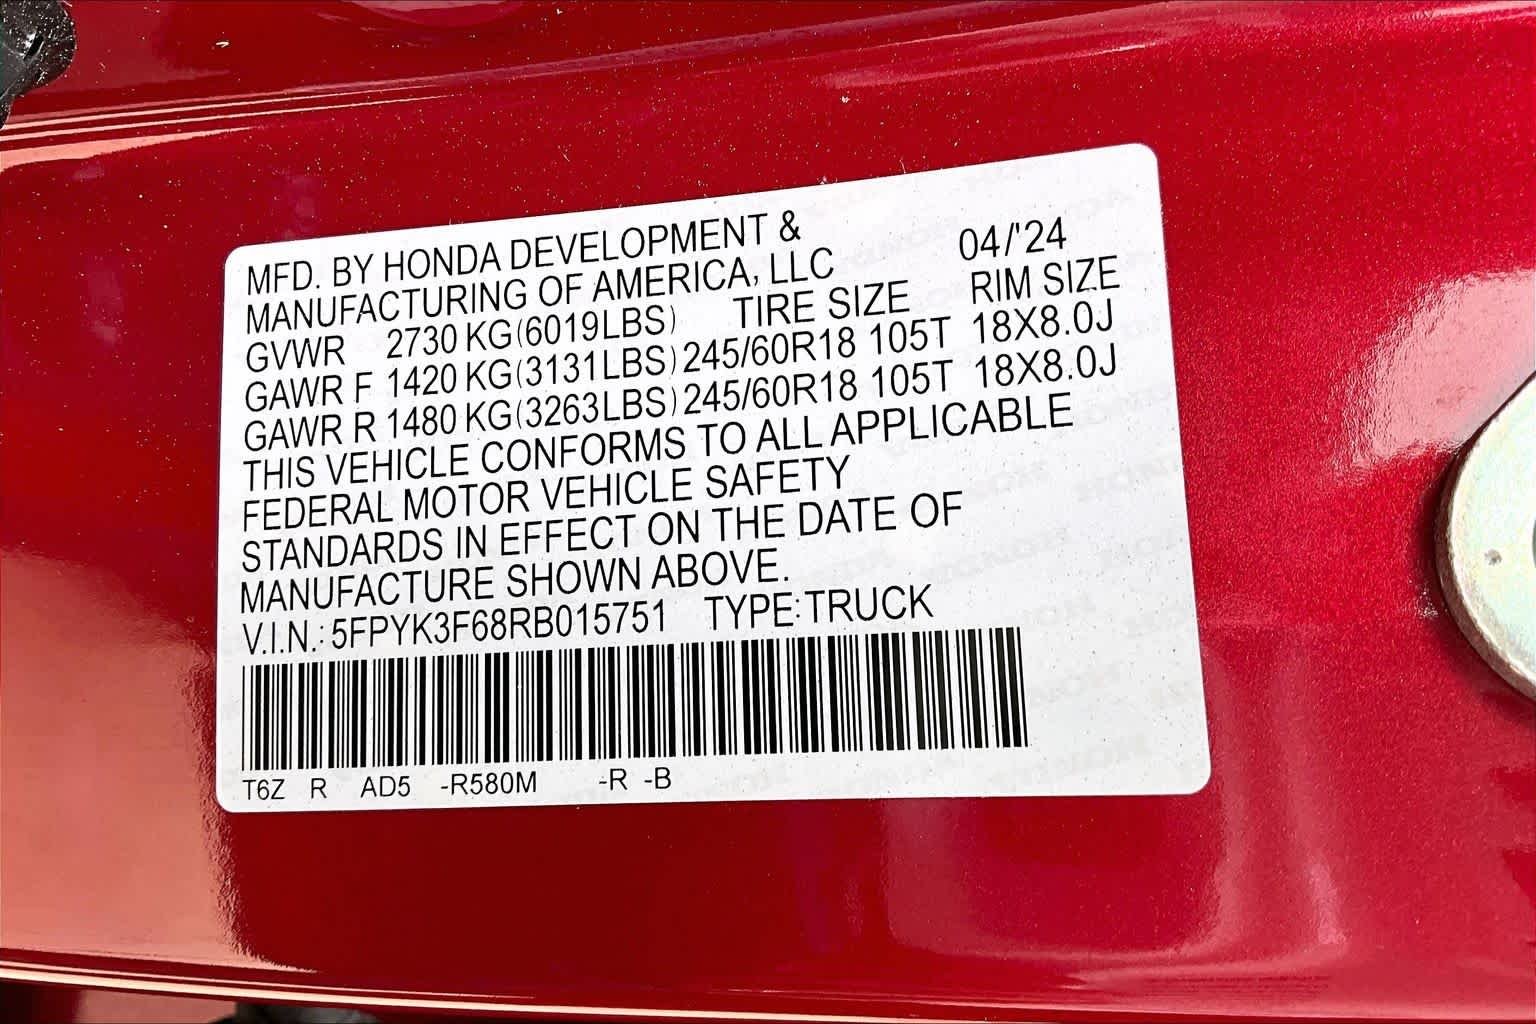 MFD. BY HONDA DEVELOPMENT &
MANUFACTURING OF AMERICA, LLC 04/'24
GVWR 2730 KG(6019LBS) TIRE SIZE RIM SIZE
GAWR F 1420 KG(3131LBS) 245/60R18 105T 18X8.0J
GAWR R 1480 KG(3263LBS) 245/60R18 105T 18X8.0J
THIS VEHICLE CONFORMS TO ALL APPLICABLE
FEDERAL MOTOR VEHICLE SAFETY
STANDARDS IN EFFECT ON THE DATE OF
MANUFACTURE SHOWN ABOVE.
V.I.N.: 5FPYK3F68RB015751 TYPE:TRUCK
T6Z R AD5 -R580M -R -B